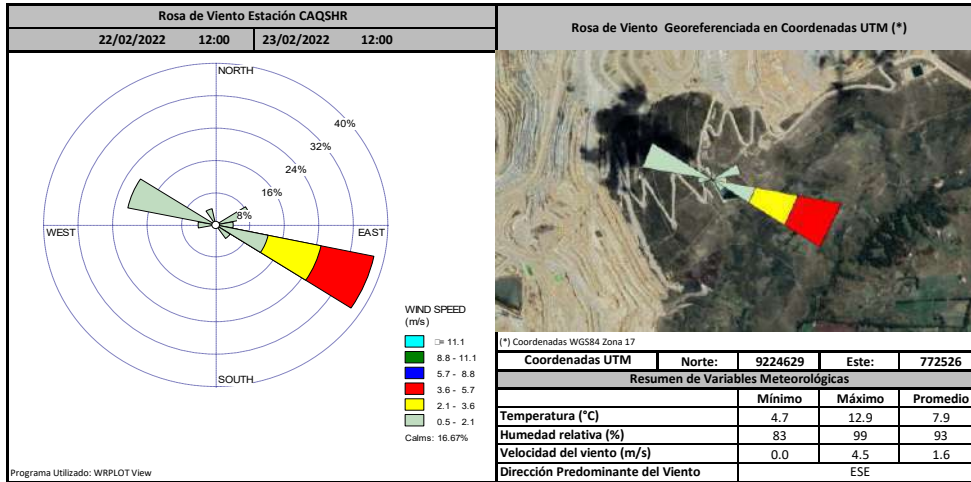 Rosa de Viento Estación CAQSHR
22/02/2022 12:00 23/02/2022 12:00
NORTH
40%
32%
24%
16%
8%
WEST
EAST
SOUTH
WIND SPEED
(m/s)
□= 11.1
8.8 - 11.1
5.7 - 8.8
3.6 - 5.7
2.1 - 3.6
0.5 - 2.1
Calms: 16.67%
Programa Utilizado: WRPLOT View
Rosa de Viento Georeferenciada en Coordenadas UTM (*)
(*) Coordenadas WGS84 Zona 17
Coordenadas UTM Norte: 9224629 Este: 772526
Resumen de Variables Meteorológicas
Mínimo Máximo Promedio
Temperatura (°C) 4.7 12.9 7.9
Humedad relativa (%) 83 99 93
Velocidad del viento (m/s) 0.0 4.5 1.6
Dirección Predominante del Viento ESE